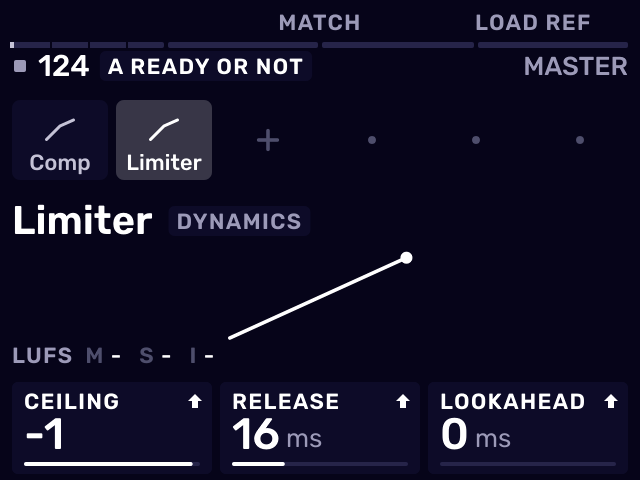 MATCH LOAD REF
124 A READY OR NOT MASTER
Comp Limiter
Limiter DYNAMICS
LUFS M - S - I -
CEILING RELEASE LOOKAHEAD
-1 16 ms 0 ms